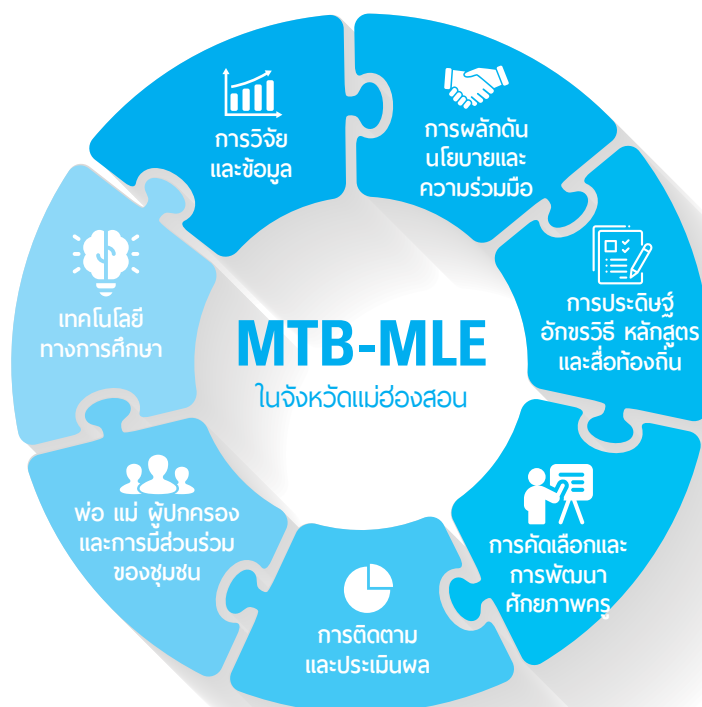 การวิจัย
และข้อมูล
การผลักดัน
นโยบายและ
ความร่วมมือ
การประดิษฐ์
อักขรวิธี หลักสูตร
และสื่อท้องถิ่น
การคัดเลือกและ
การพัฒนา
ศักยภาพครู
การติดตาม
และประเมินผล
พ่อ แม่ ผู้ปกครอง
และการมีส่วนร่วม
ของชุมชน
เทคโนโลยี
ทางการศึกษา
MTB-MLE
ในจังหวัดแม่ฮ่องสอน